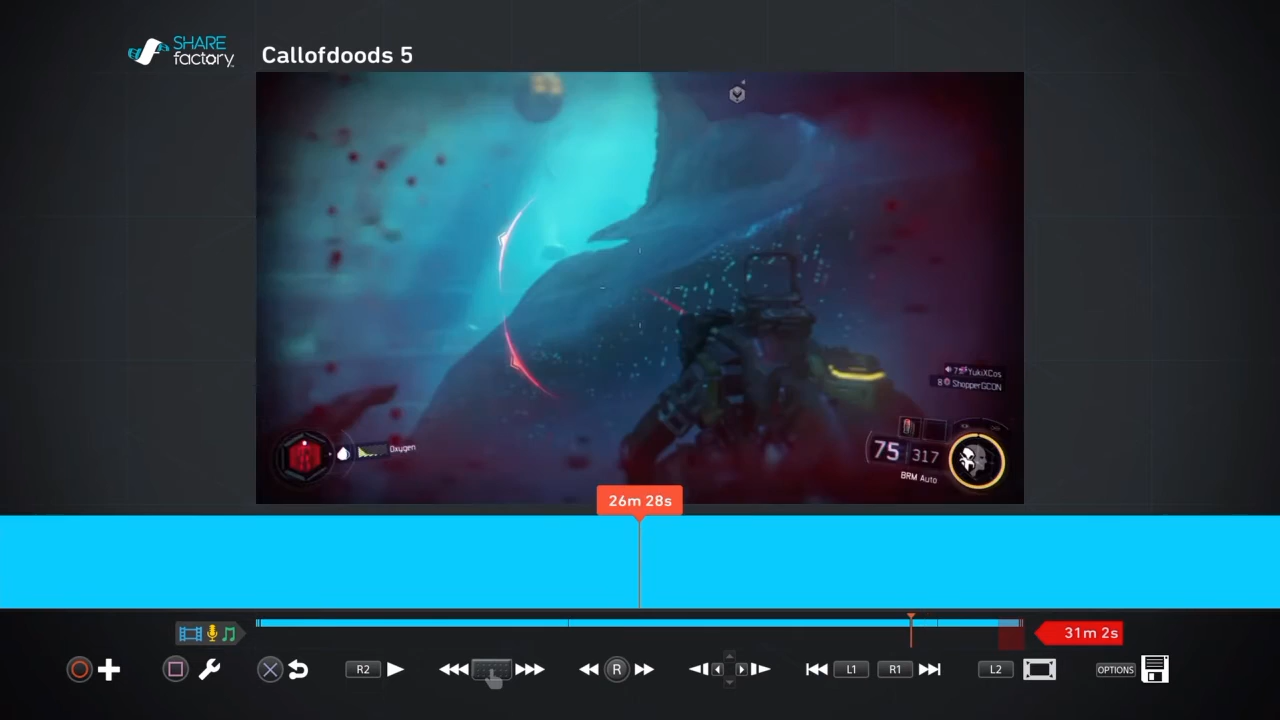 SHARE
factory
Callofdoods 5
YukiXCos
8 ShopperGCON
Oxygen
75 317
BRM Auto
26m 28s
31m 2s
R2
R
L1
R1
L2
OPTIONS